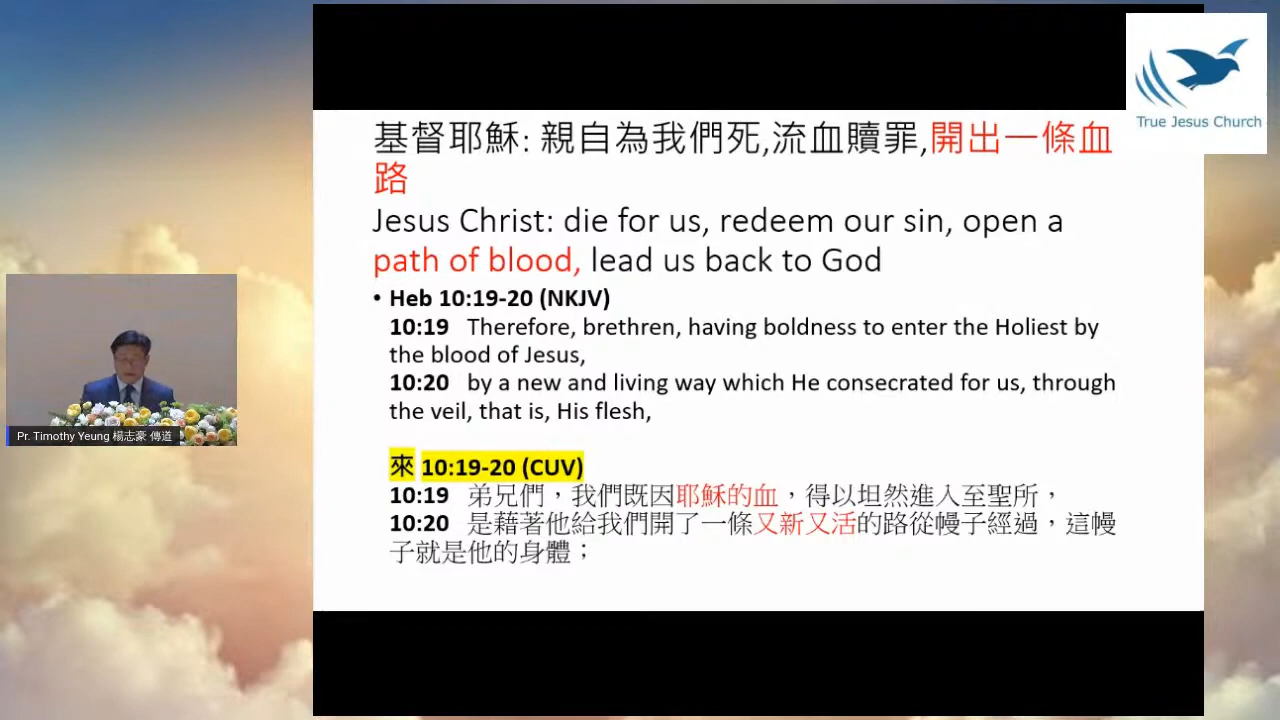 True Jesus Church
基督耶穌: 親自為我們死,流血贖罪,開出一條血
路
Jesus Christ: die for us, redeem our sin, open a
path of blood, lead us back to God
• Heb 10:19-20 (NKJV)
10:19 Therefore, brethren, having boldness to enter the Holiest by
the blood of Jesus,
10:20 by a new and living way which He consecrated for us, through
the veil, that is, His flesh,
來 10:19-20 (CUV)
10:19 弟兄們，我們既因耶穌的血，得以坦然進入至聖所，
10:20 是藉著他給我們開了一條又新又活的路從幔子經過，這幔
子就是他的身體；
Pr. Timothy Yeung 楊志豪 傳道